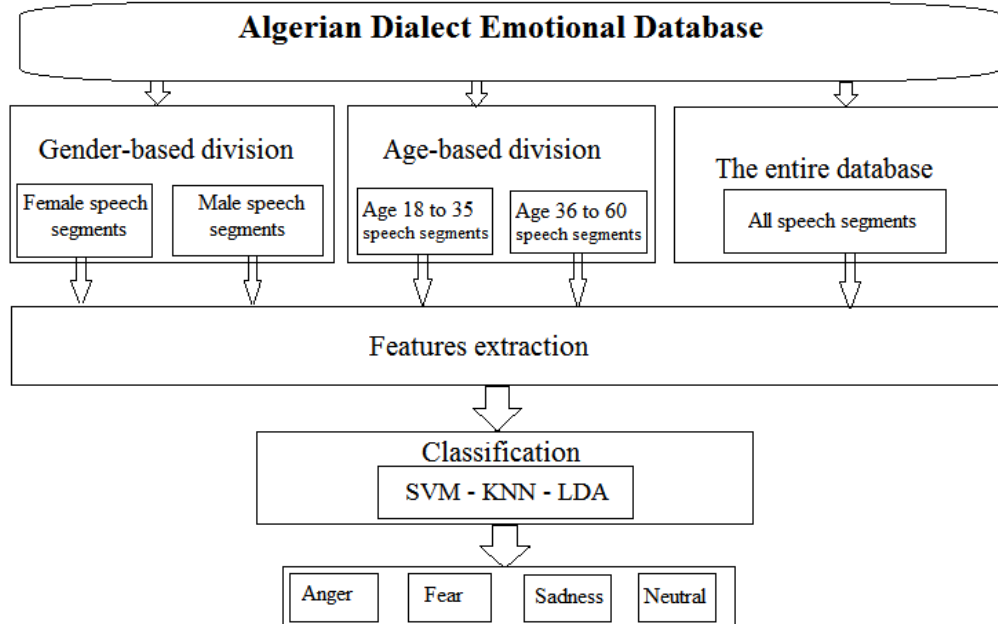 Algerian Dialect Emotional Database
Gender-based division
Female speech
segments
Male speech
segments
Age-based division
Age 18 to 35
speech segments
Age 36 to 60
speech segments
The entire database
All speech segments
Features extraction
Classification
SVM - KNN - LDA
Anger
Fear
Sadness
Neutral